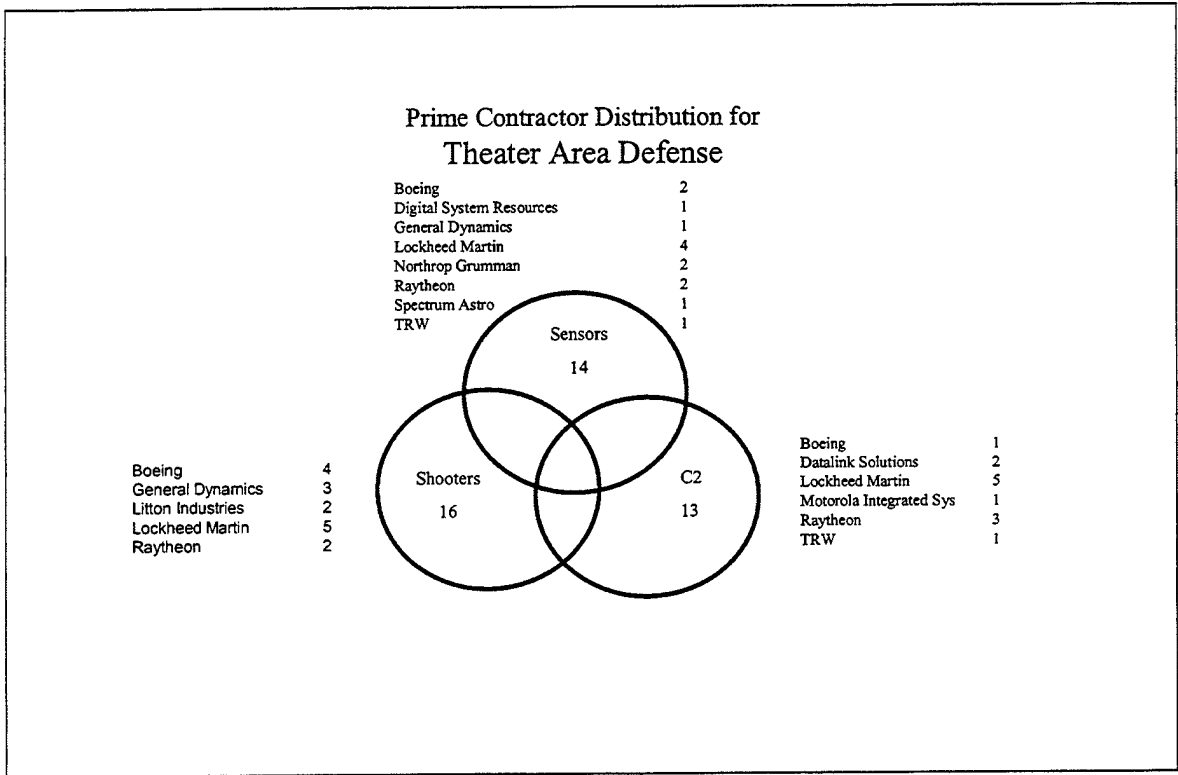 Prime Contractor Distribution for
Theater Area Defense
Boeing 2
Digital System Resources 1
General Dynamics 1
Lockheed Martin 4
Northrop Grumman 2
Raytheon 2
Spectrum Astro 1
TRW 1
Sensors
14
Boeing 4
General Dynamics 3
Litton Industries 2
Lockheed Martin 5
Raytheon 2
Shooters
16
C2
13
Boeing 1
Datalink Solutions 2
Lockheed Martin 5
Motorola Integrated Sys 1
Raytheon 3
TRW 1